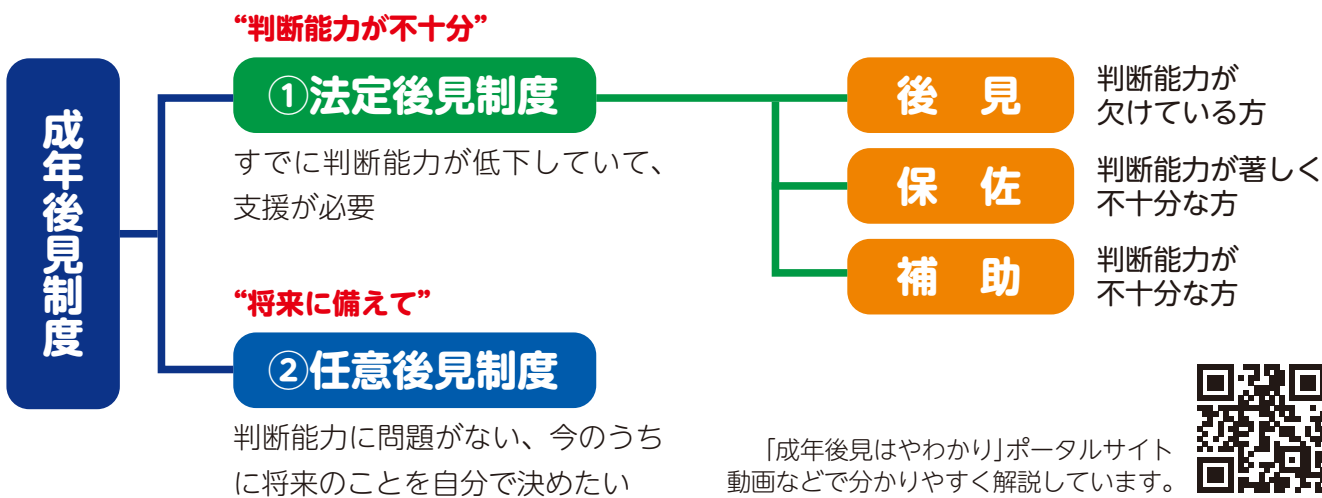 成年後見制度
“判断能力が不十分”
①法定後見制度
すでに判断能力が低下していて、
支援が必要
後 見
判断能力が
欠けている方
保 佐
判断能力が著しく
不十分な方
補 助
判断能力が
不十分な方
“将来に備えて”
②任意後見制度
判断能力に問題がない、今のうち
に将来のことを自分で決めたい
「成年後見はやわかり」ポータルサイト
動画などで分かりやすく解説しています。